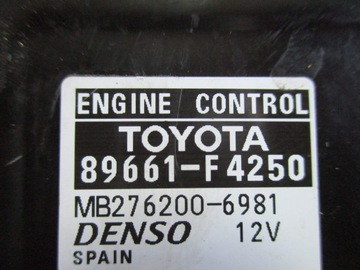 ENGINE CONTROL
TOYOTA
89661-F4250
MB276200-6981
DENSO 12V
SPAIN